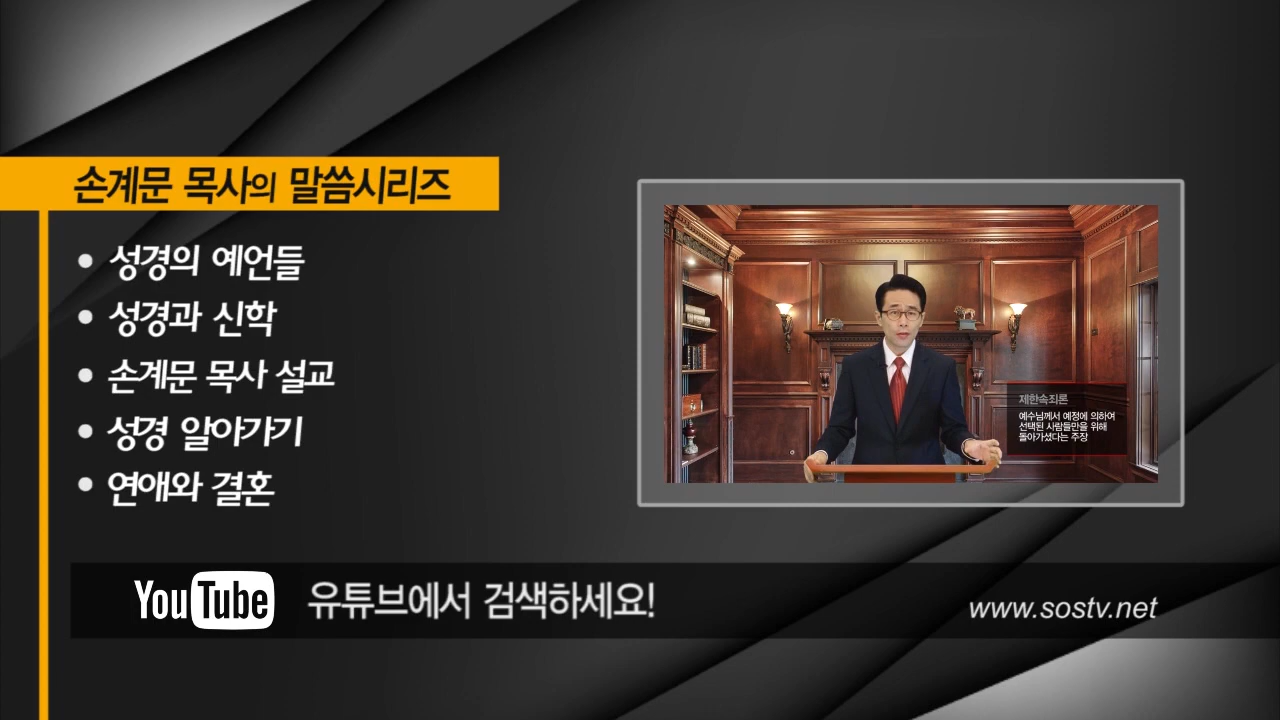 손계문 목사의 말씀시리즈
성경의 예언들
성경과 신학
손계문 목사 설교
성경 알아가기
연애와 결혼
제한속죄론
예수님께서 예정에 의하여
선택된 사람들만을 위해
돌아가셨다는 주장
YouTube 유튜브에서 검색하세요!
www.sostv.net